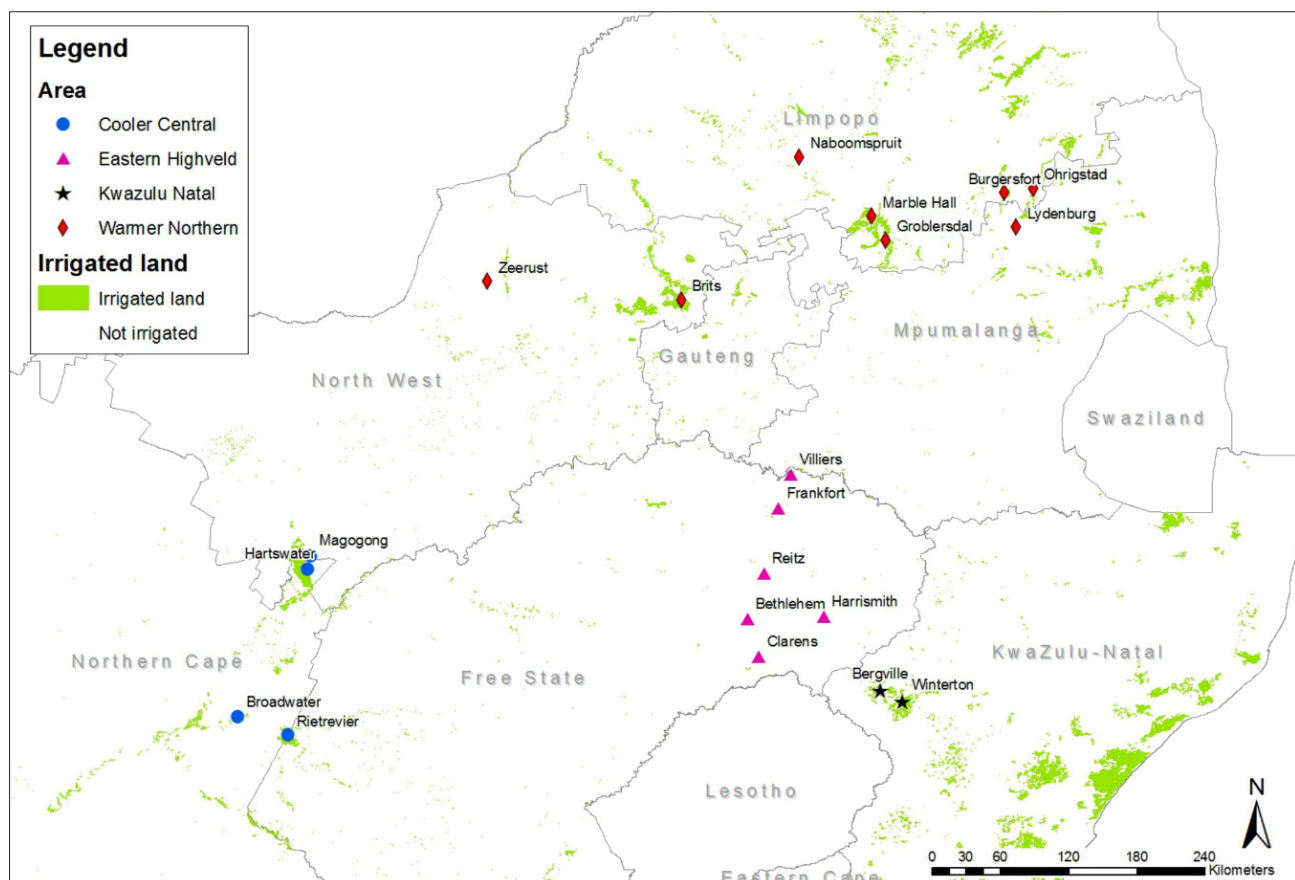 Legend
Area
Cooler Central
Eastern Highveld
Kwazulu Natal
Warmer Northern
Irrigated land
Irrigated land
Not irrigated
Limpopo
Naboomspruit
Burgersfort
Ohrigstad
Marble Hall
Lydenburg
Groblersdal
Zeerust
Brits
Mpumalanga
Gauteng
North West
Swaziland
Villiers
Frankfort
Magogong
Hartswater
Reitz
Bethlehem
Harrismith
Clarens
KwaZulu-Natal
Northern Cape
Free State
Bergville
Winterton
Broadwater
Rietrevier
Lesotho
N
Eastern Cape
0 30 60 120 180 240
Kilometers